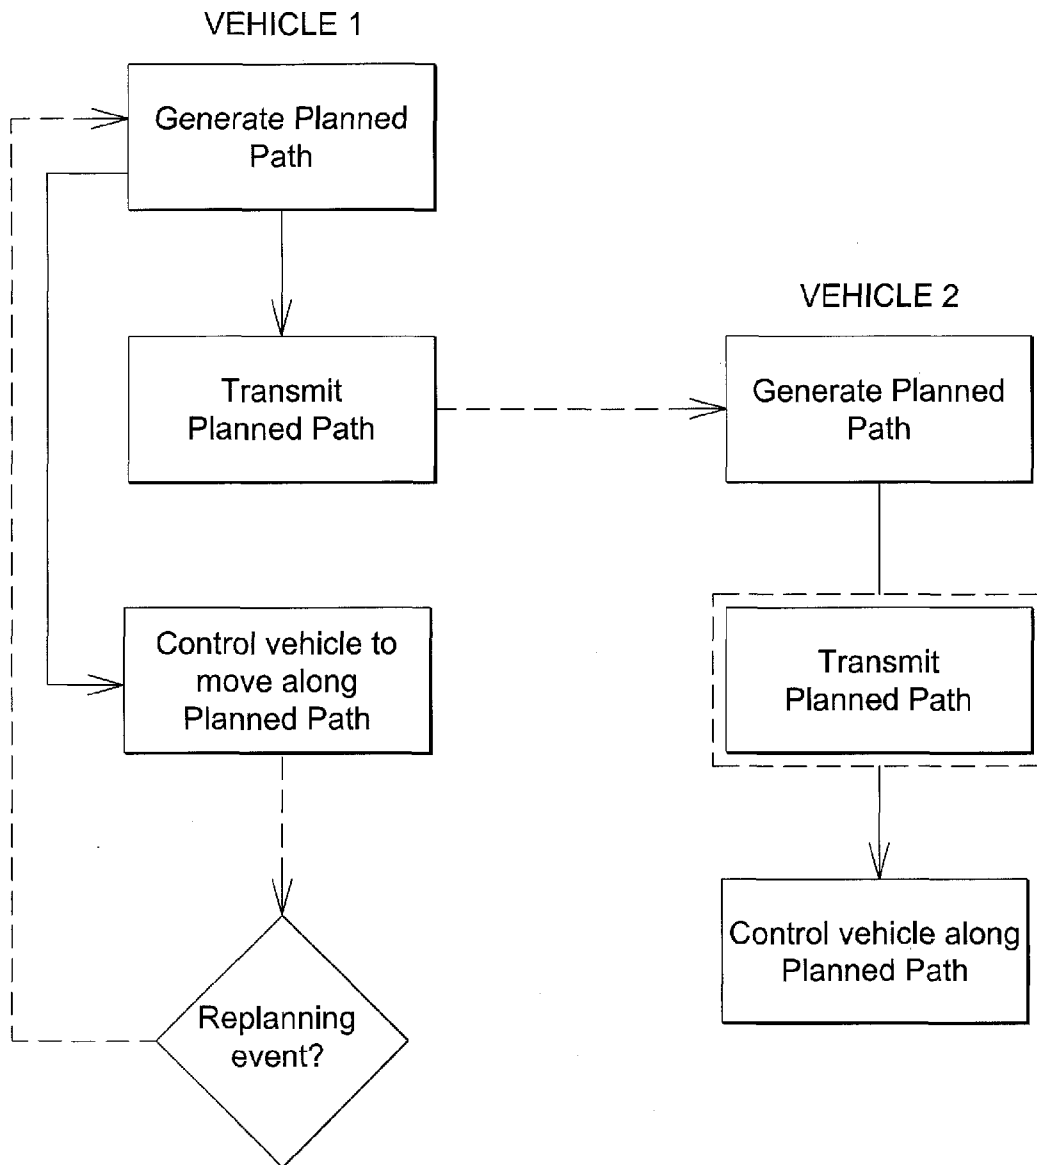 VEHICLE 1
Generate Planned
Path
Transmit
Planned Path
Control vehicle to
move along
Planned Path
Replanning
event?
VEHICLE 2
Generate Planned
Path
Transmit
Planned Path
Control vehicle along
Planned Path